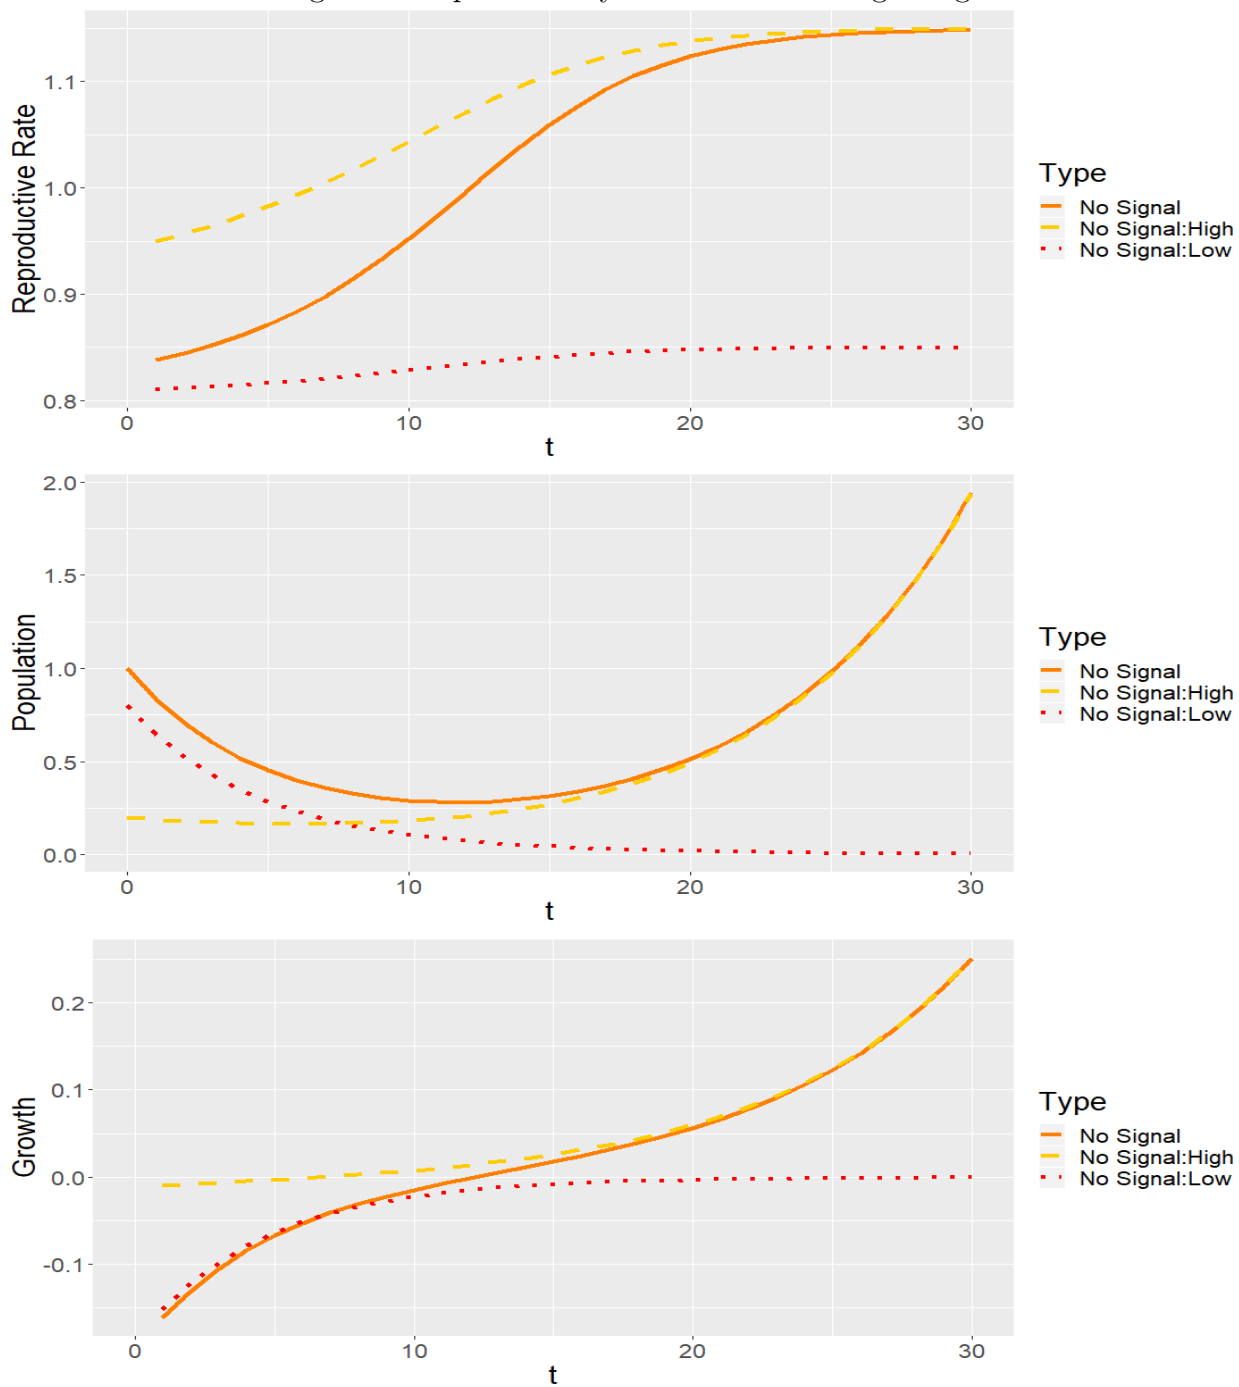 1.1
1.0
0.9
0.8
Reproductive Rate
0 10 20 30
t
Type
No Signal
No Signal:High
No Signal:Low
2.0
1.5
1.0
0.5
0.0
Population
0 10 20 30
t
Type
No Signal
No Signal:High
No Signal:Low
0.2
0.1
0.0
-0.1
Growth
0 10 20 30
t
Type
No Signal
No Signal:High
No Signal:Low